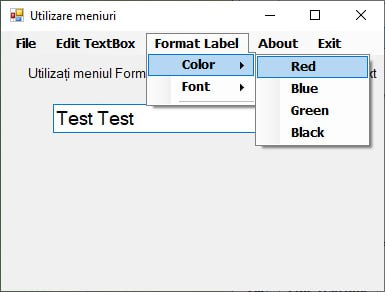 Utilizare meniuri
File Edit TextBox Format Label About Exit
Utilizați meniul Form
Color Red
Font Blue
Green
Black
Test Test